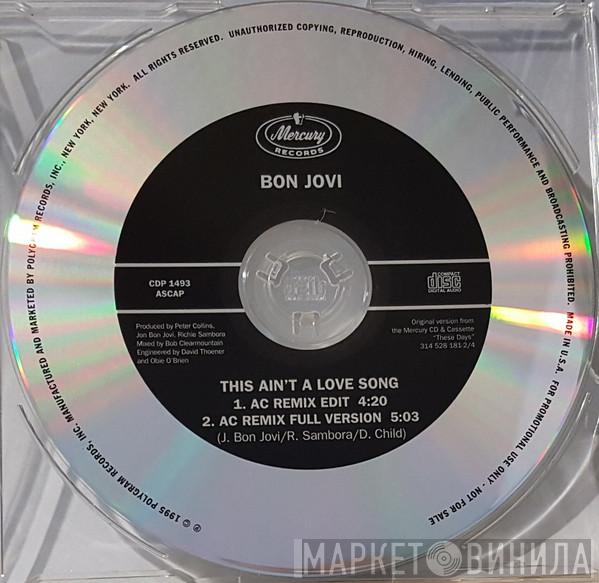 MANUFACTURED AND MARKETED BY POLYGRAM RECORDS, INC., NEW YORK, NEW YORK. ALL RIGHTS RESERVED. UNAUTHORIZED COPYING, REPRODUCTION, HIRING, LENDING, PUBLIC PERFORMANCE AND BROADCASTING PROHIBITED. MADE IN U.S.A. FOR PROMOTIONAL USE ONLY - NOT FOR SALE
Mercury
RECORDS
BON JOVI
CDP 1493
ASCAP
COMPACT
disc
DIGITAL AUDIO
Produced by Peter Collins,
Jon Bon Jovi, Richie Sambora
Mixed by Bob Clearmountain
Engineered by David Thoener
and Obie O'Brien
Original version from
the Mercury CD & Cassette
"These Days"
314 528 181-2/4
THIS AIN'T A LOVE SONG
1. AC REMIX EDIT 4:20
2. AC REMIX FULL VERSION 5:03
(J. Bon Jovi/R. Sambora/D. Child)
℗ © 1995 POLYGRAM RECORDS, INC.
МАРКЕТ ВИНИЛА